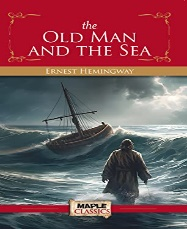 the
OLD MAN
AND THE SEA
ERNEST HEMINGWAY
MAPLE
CLASSICS